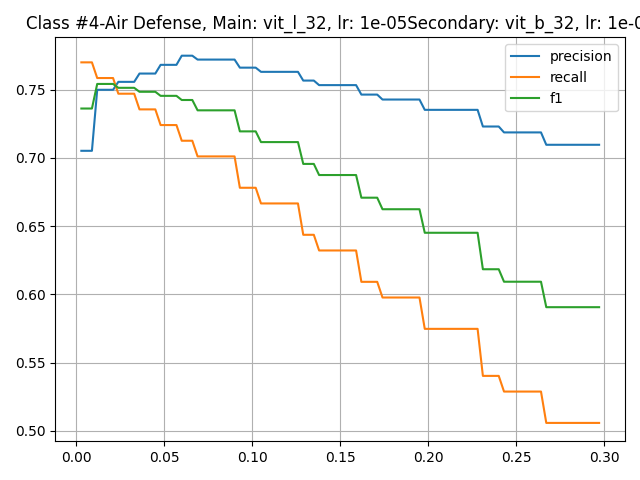 Class #4-Air Defense, Main: vit_l_32, lr: 1e-05Secondary: vit_b_32, lr: 1e-0
precision
recall
f1
0.75
0.70
0.65
0.60
0.55
0.50
0.00 0.05 0.10 0.15 0.20 0.25 0.30